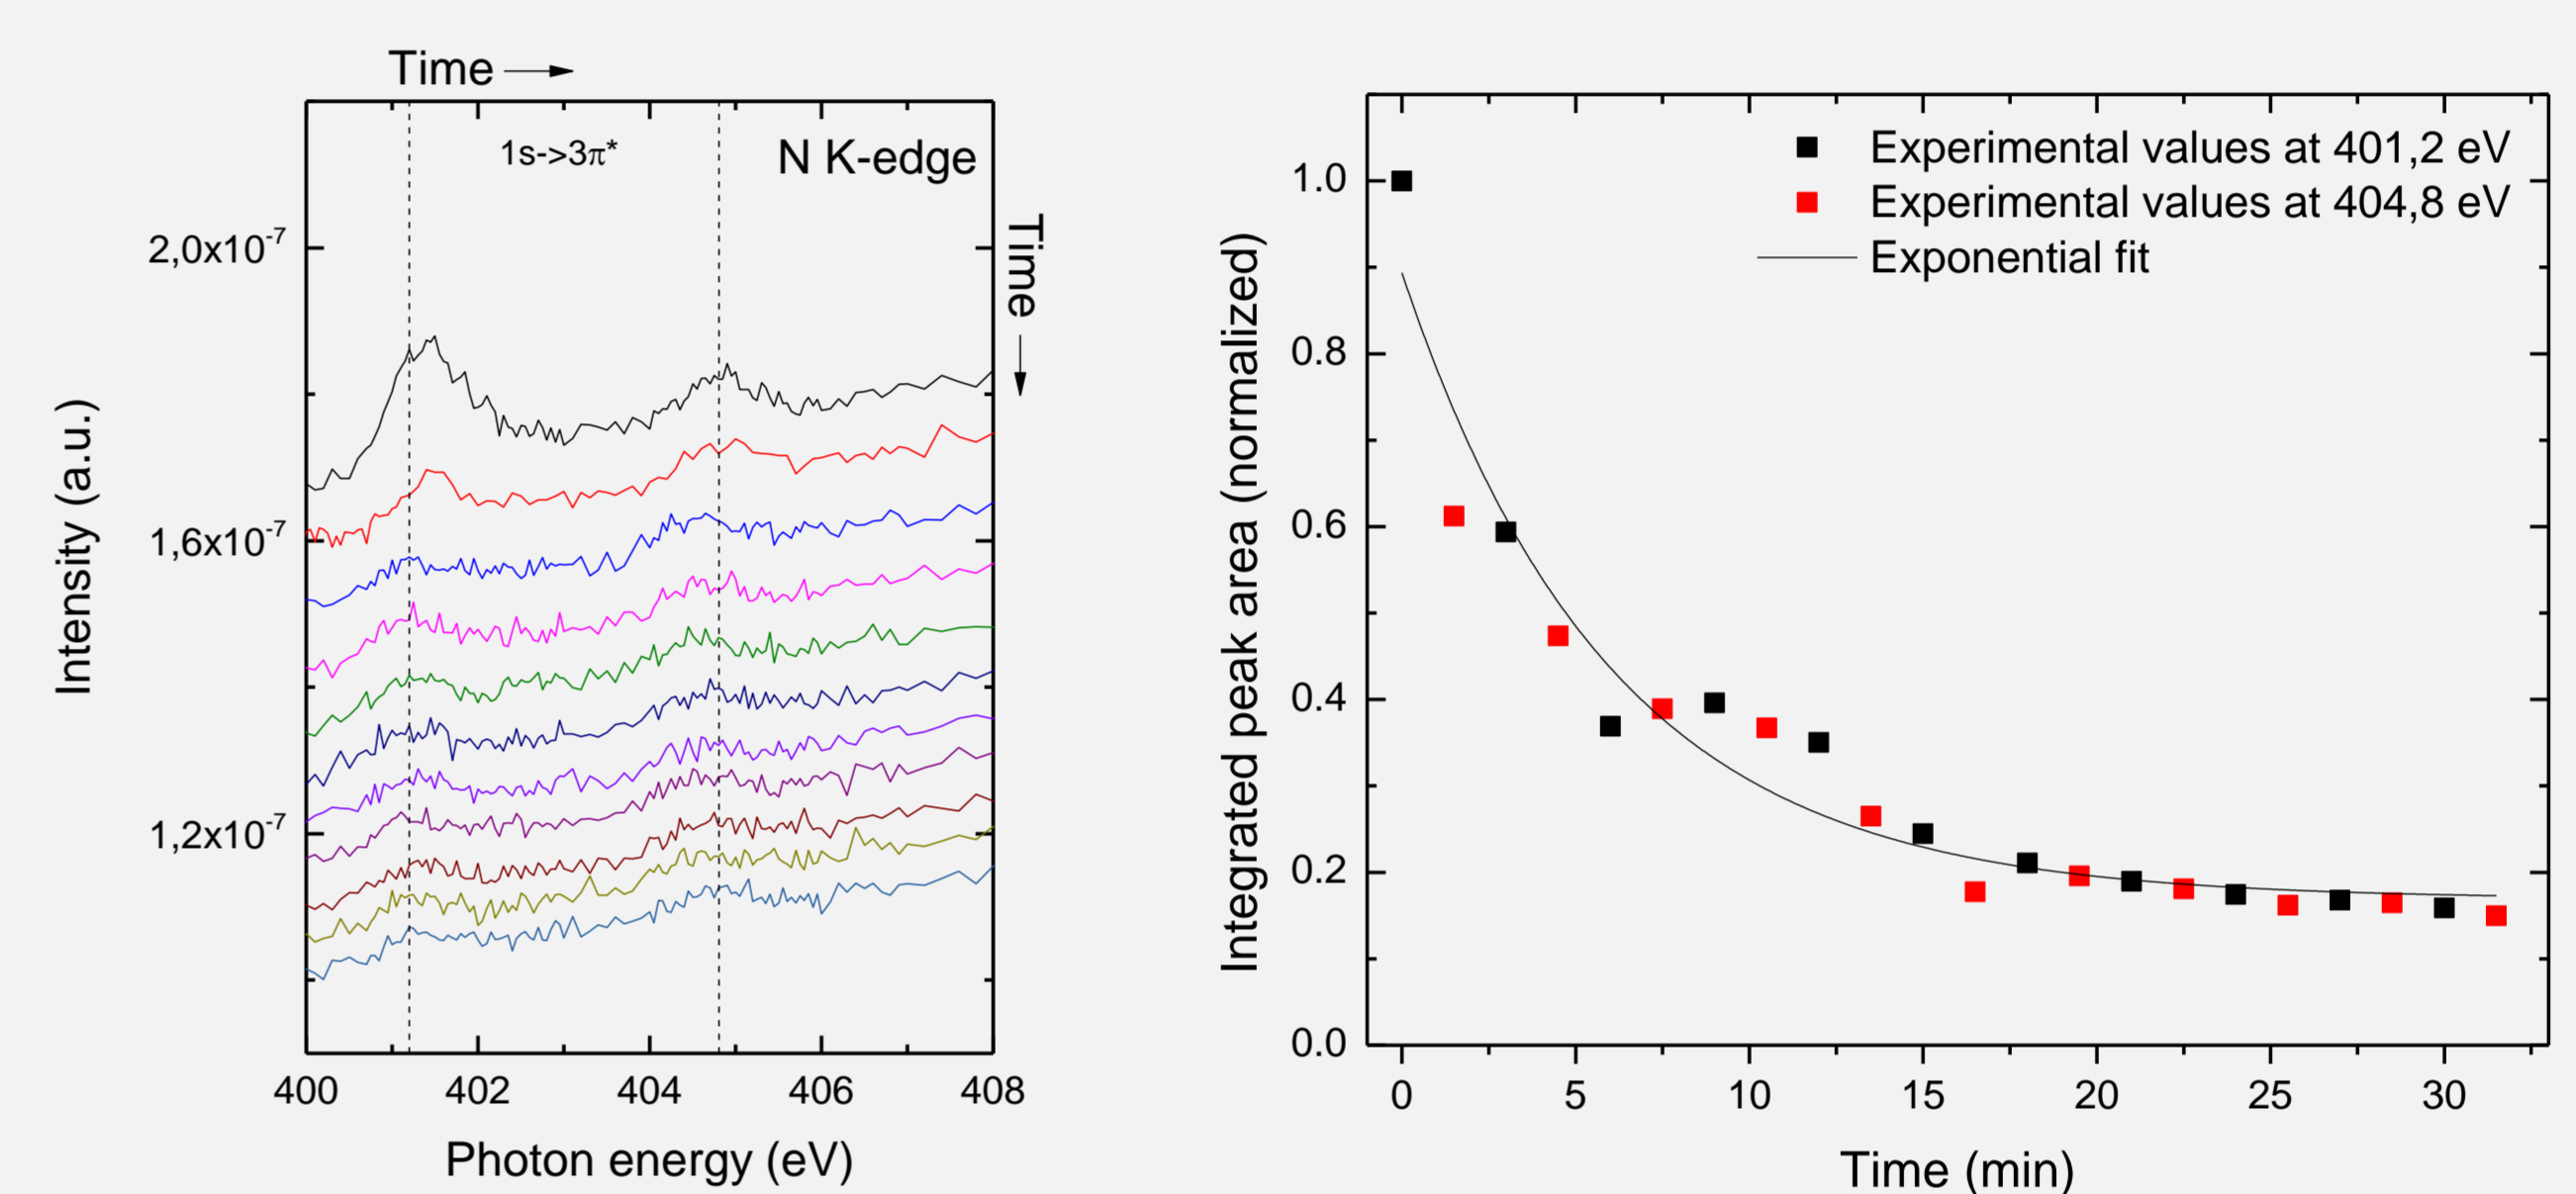 Time
1s->3π*
N K-edge
Time
2,0x10-7
1,6x10-7
1,2x10-7
Intensity (a.u.)
400 402 404 406 408
Photon energy (eV)
Experimental values at 401,2 eV
Experimental values at 404,8 eV
Exponential fit
1.0
0.8
0.6
0.4
0.2
0.0
Integrated peak area (normalized)
0 5 10 15 20 25 30
Time (min)